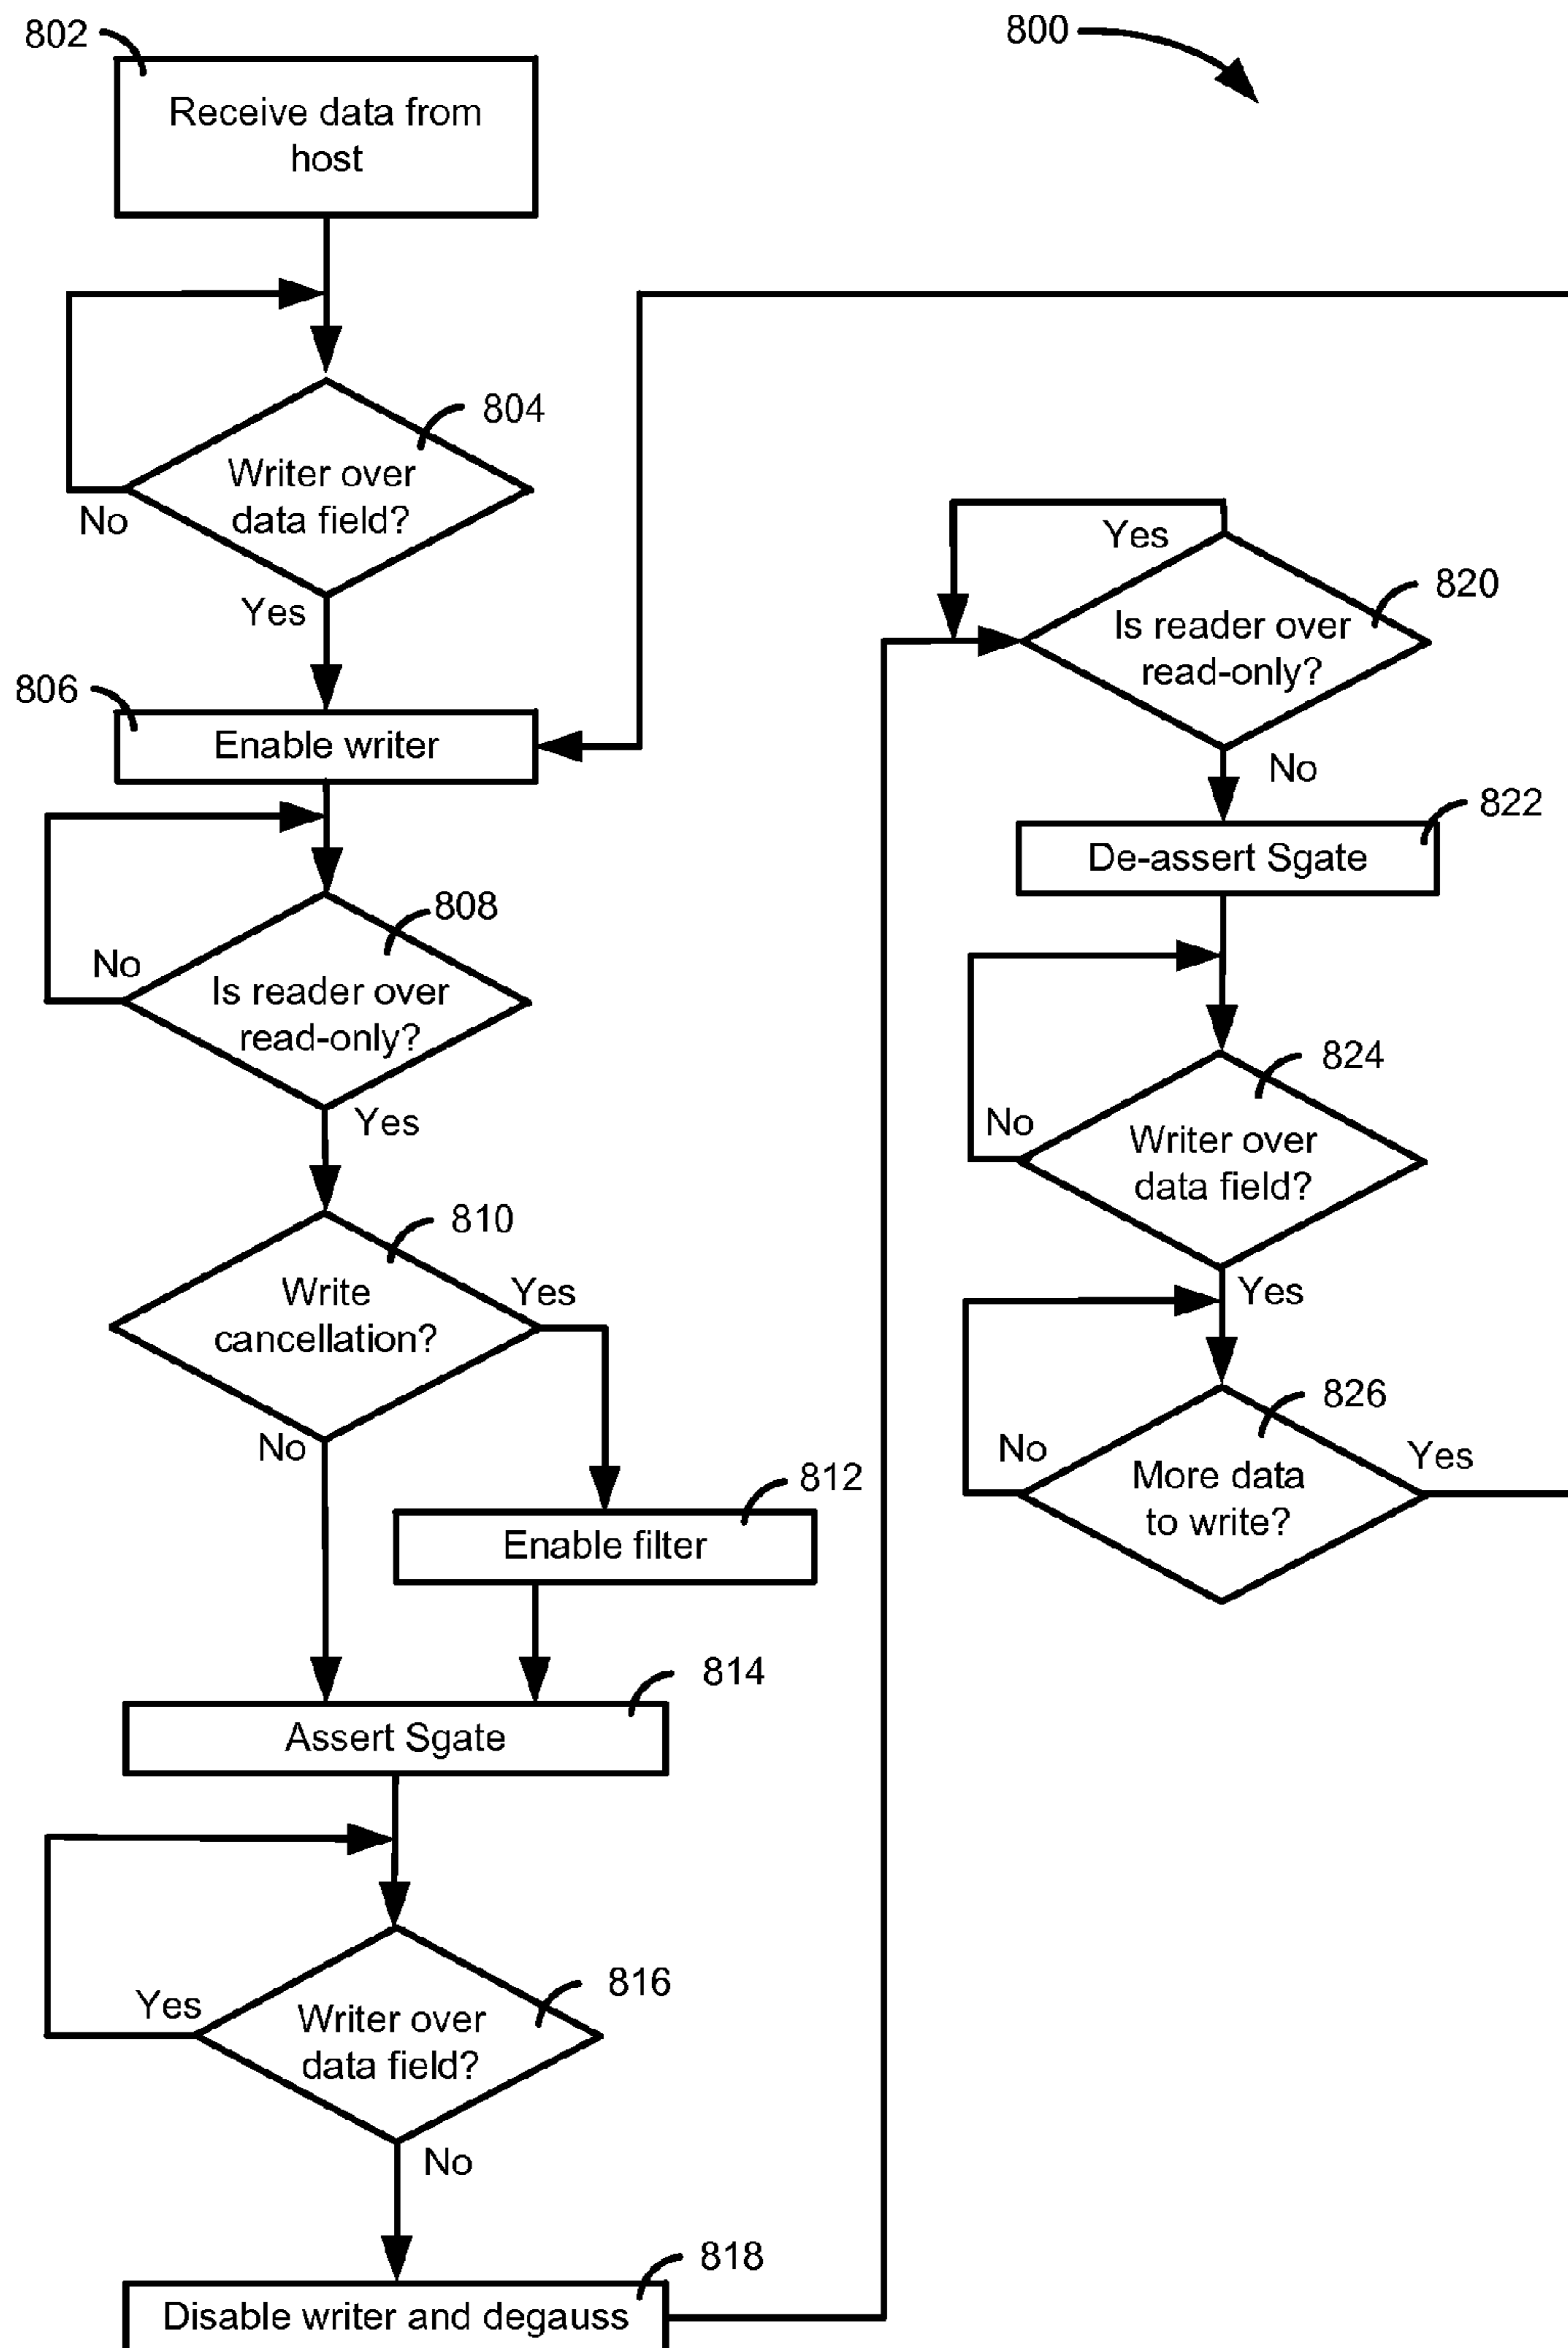 802
Receive data from
host
800
804
Writer over
data field?
No
Yes
806
Enable writer
808
No
Is reader over
read-only?
Yes
810
Write
cancellation?
Yes
No
812
Enable filter
814
Assert Sgate
816
Yes
Writer over
data field?
No
818
Disable writer and degauss
Yes
820
Is reader over
read-only?
No
822
De-assert Sgate
824
No
Writer over
data field?
Yes
826
No
More data
to write?
Yes